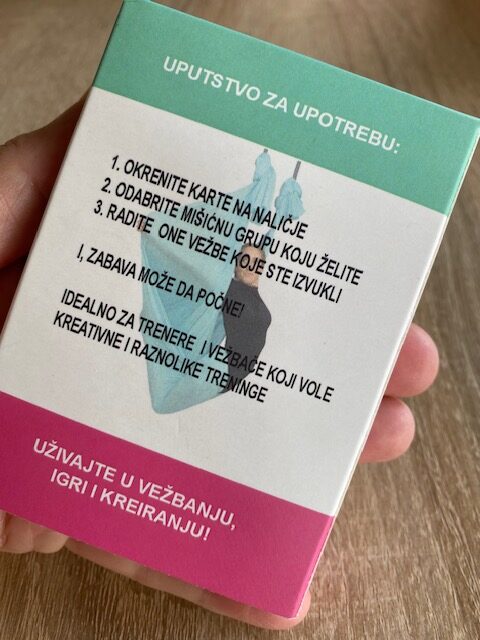 UPUTSTVO ZA UPOTREBU:
1. OKRENITE KARTE NA NALIČJE
2. ODABRITE MIŠIĆNU GRUPU KOJU ŽELITE
3. RADITE ONE VEŽBE KOJE STE IZVUKLI
I, ZABAVA MOŽE DA POČNE!
IDEALNO ZA TRENERE I VEŽBAČE KOJI VOLE
KREATIVNE I RAZNOLIKE TRENINGE
UŽIVAJTE U VEŽBANJU,
IGRI I KREIRANJU!